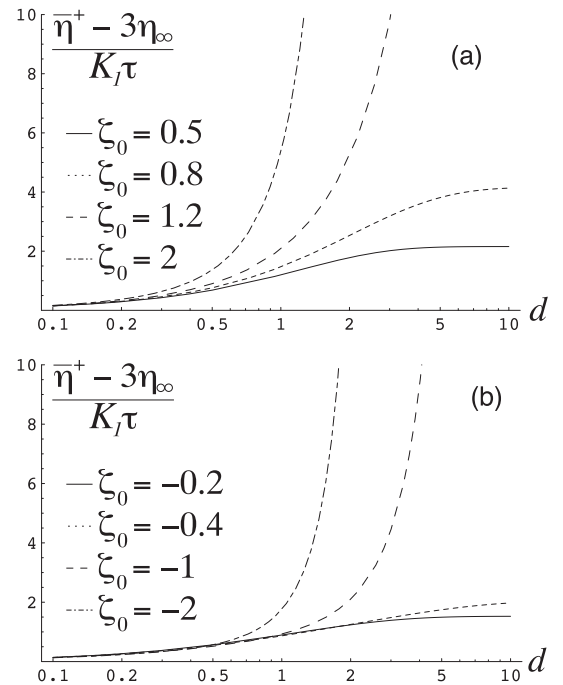 10
η̅⁺ − 3η∞
K_Iτ
(a)
8
6
ζ₀ = 0.5
ζ₀ = 0.8
4
ζ₀ = 1.2
2
ζ₀ = 2
0.1 0.2 0.5 1 2 5 10 d
10
η̅⁺ − 3η∞
K_Iτ
(b)
8
6
ζ₀ = −0.2
ζ₀ = −0.4
4
ζ₀ = −1
2
ζ₀ = −2
0.1 0.2 0.5 1 2 5 10 d